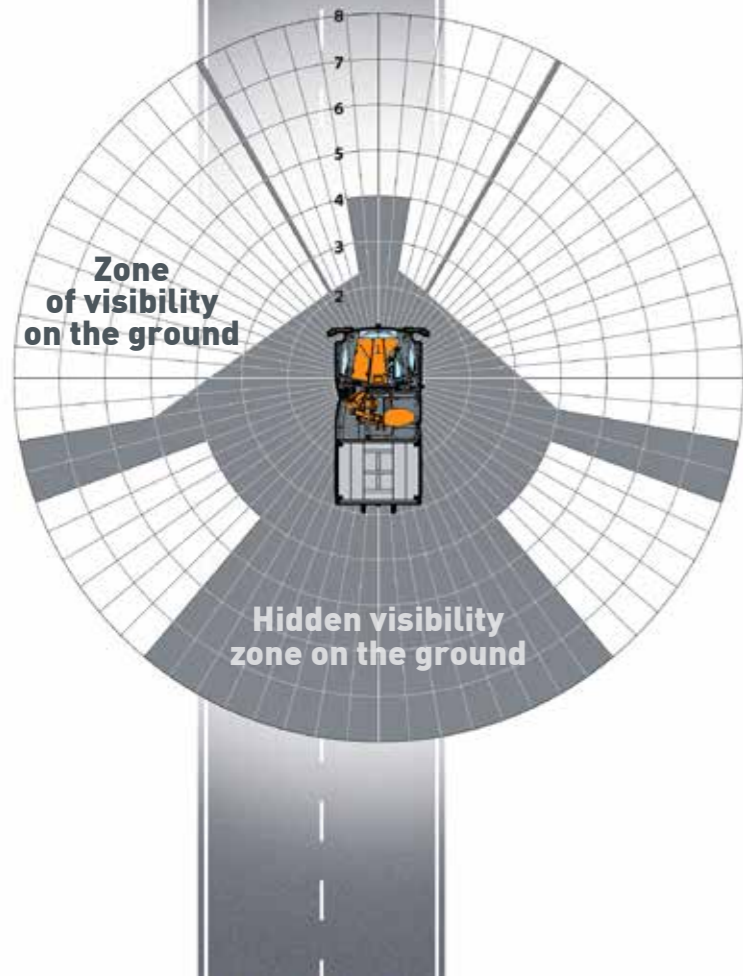 8
7
6
5
4
3
2
Zone
of visibility
on the ground
Hidden visibility
zone on the ground